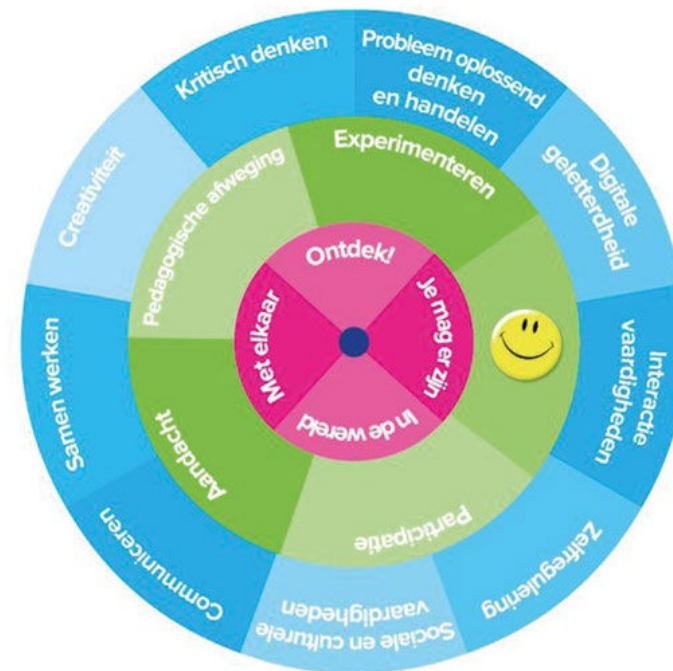 Kritisch denken
Probleem oplossend
denken
en handelen
Digitale
geletterdheid
Interactie
vaardigheden
Zelfregulering
Sociale en culturele
vaardigheden
Communiceren
Samen werken
Creativiteit
Experimenteren
Participatie
Aandacht
Pedagogische afweging
Ontdek!
Je mag er zijn
In de wereld
Met elkaar